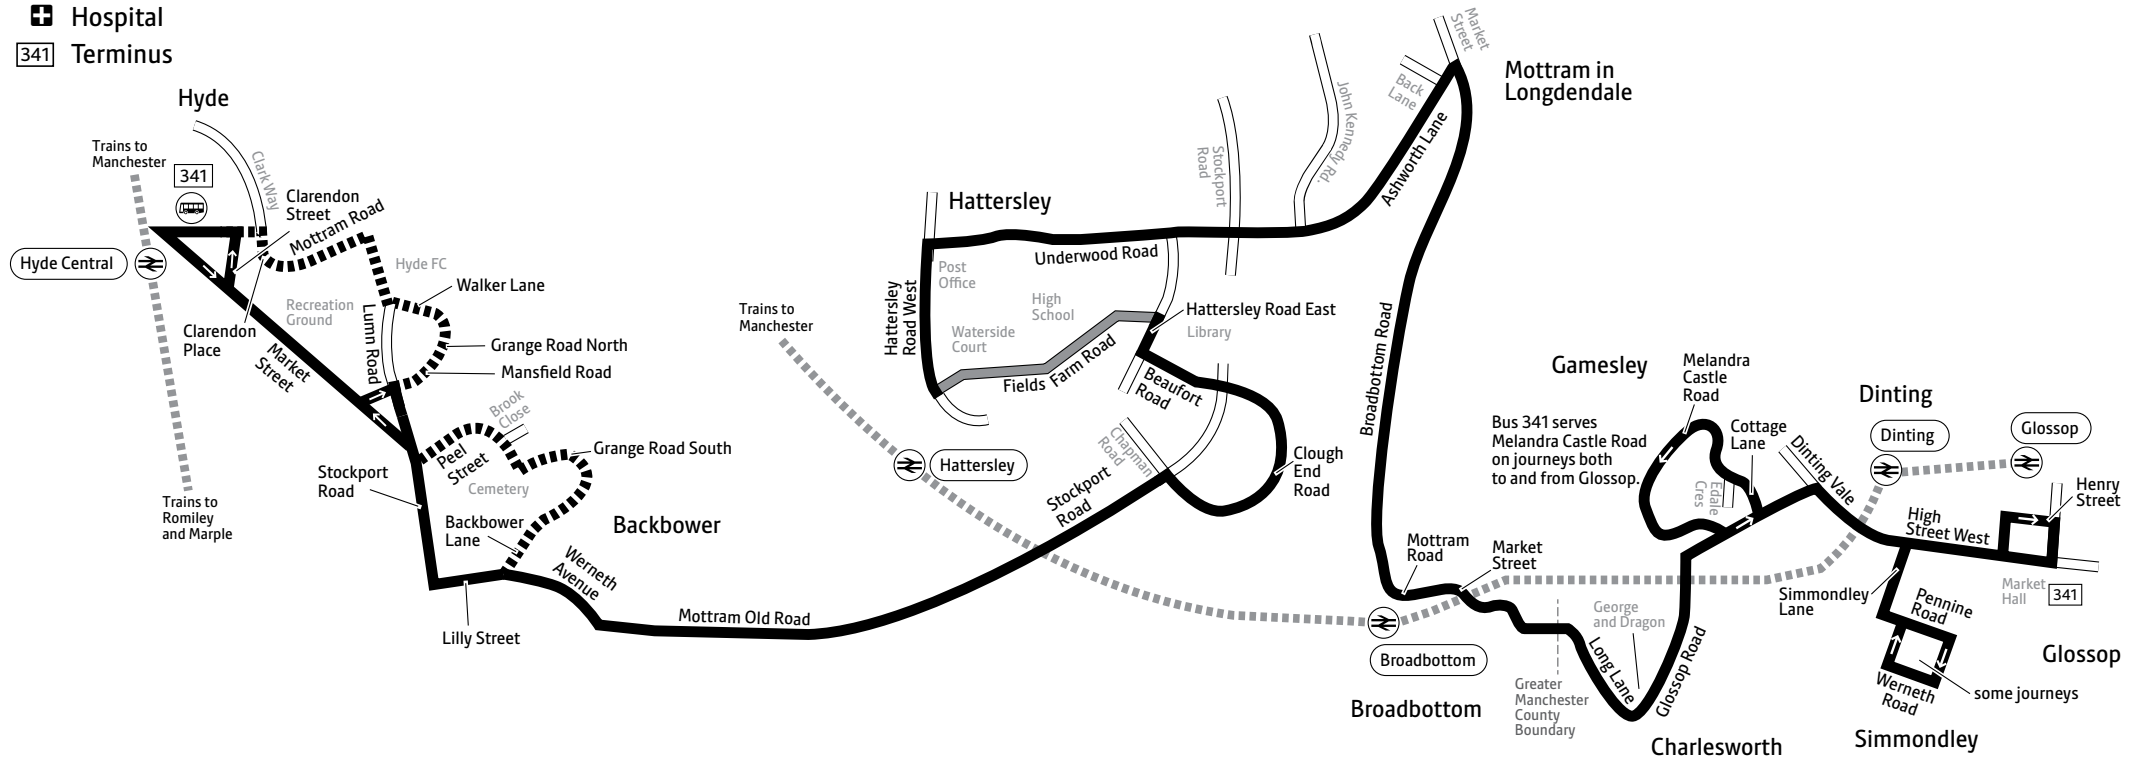 Hospital
341 Terminus
Hyde
Trains to
Manchester
341
Clark Way
Clarendon
Street
Mottram Road
Hyde Central
Hyde FC
Walker Lane
Recreation
Ground
Lumn Road
Clarendon
Place
Market
Street
Grange Road North
Mansfield Road
Brook
Close
Peel
Street
Grange Road South
Cemetery
Stockport
Road
Trains to
Romiley
and Marple
Backbower
Lane
Backbower
Werneth
Avenue
Lilly Street
Mottram Old Road
Trains to
Manchester
Hattersley
Hattersley
Hattersley
Road West
Post
Office
Underwood Road
High
School
Waterside
Court
Fields Farm Road
Hattersley Road East
Library
Beaufort
Road
Chapman
Road
Stockport
Road
Clough
End
Road
Stockport
Road
John Kennedy Rd.
Back
Lane
Market
Street
Ashworth Lane
Mottram in
Longdendale
Broadbottom Road
Mottram
Road
Market
Street
Broadbottom
Broadbottom
Greater
Manchester
County
Boundary
George
and Dragon
Long Lane
Glossop Road
Charlesworth
Gamesley
Bus 341 serves
Melandra Castle Road
on journeys both
to and from Glossop.
Melandra
Castle
Road
Cottage
Lane
Edale
Cres
Dinting Vale
Dinting
Dinting
Glossop
Henry
Street
High
Street West
Market
Hall
341
Simmondley
Lane
Pennine
Road
Werneth
Road
some journeys
Glossop
Simmondley